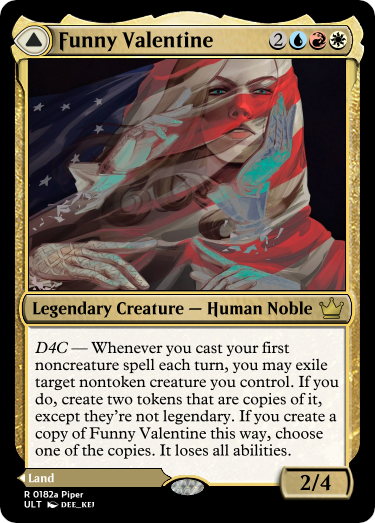 Funny Valentine 2
Legendary Creature — Human Noble
D4C — Whenever you cast your first
noncreature spell each turn, you may exile
target nontoken creature you control. If you
do, create two tokens that are copies of it,
except they're not legendary. If you create a
copy of Funny Valentine this way, choose
one of the copies. It loses all abilities.
Land
2/4
R 0182a Piper
ULT DEE_KEJ